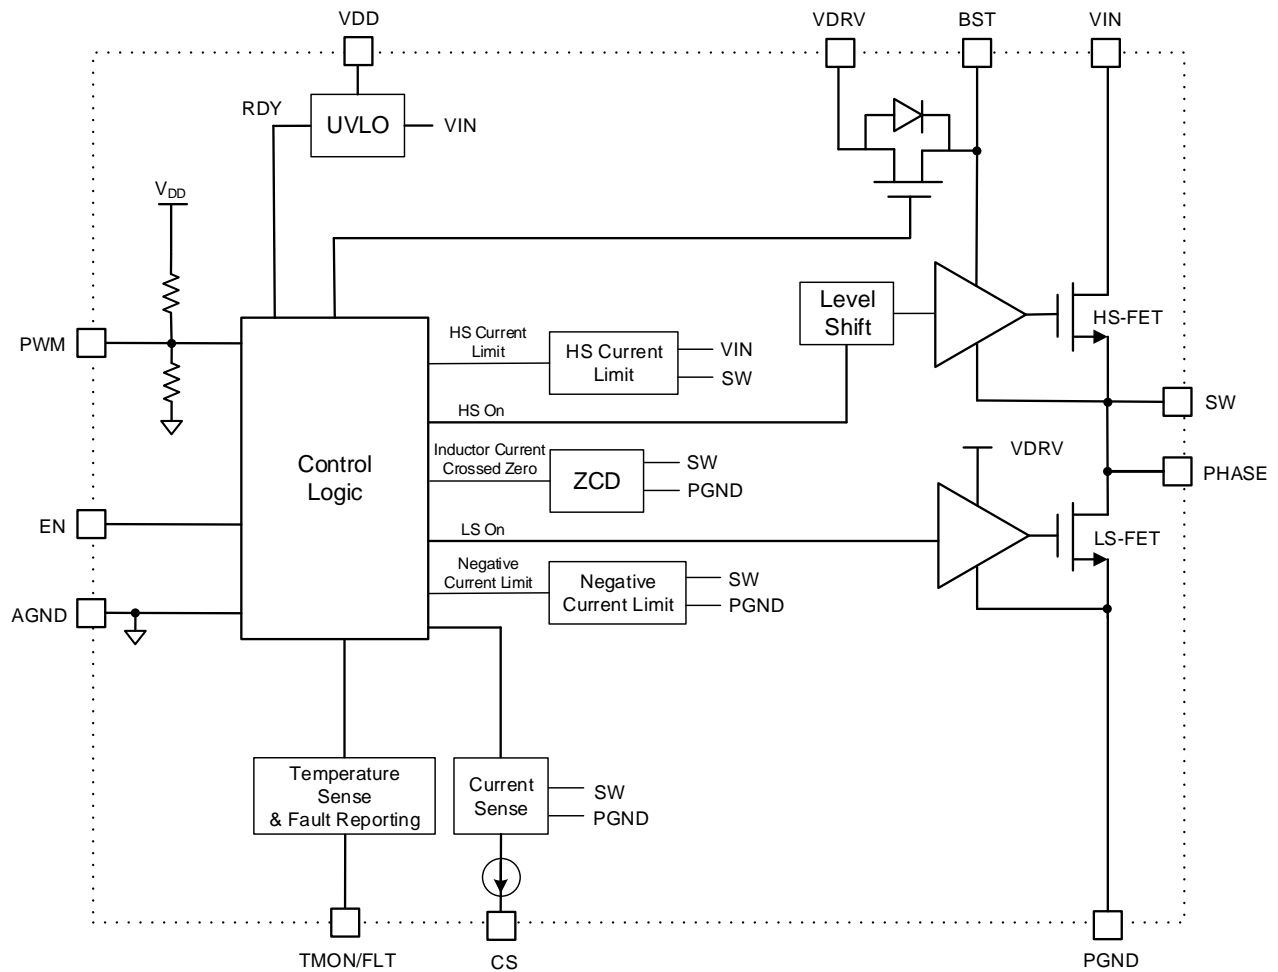 VDD
VDRV
BST
VIN
RDY
UVLO
VIN
VDD
Level
Shift
HS-FET
PWM
HS Current
Limit
HS Current
Limit
VIN
SW
HS On
SW
Control
Logic
Inductor Current
Crossed Zero
ZCD
SW
PGND
VDRV
PHASE
EN
LS On
LS-FET
Negative
Current Limit
Negative
Current Limit
SW
PGND
AGND
Temperature
Sense
& Fault Reporting
Current
Sense
SW
PGND
TMON/FLT
CS
PGND